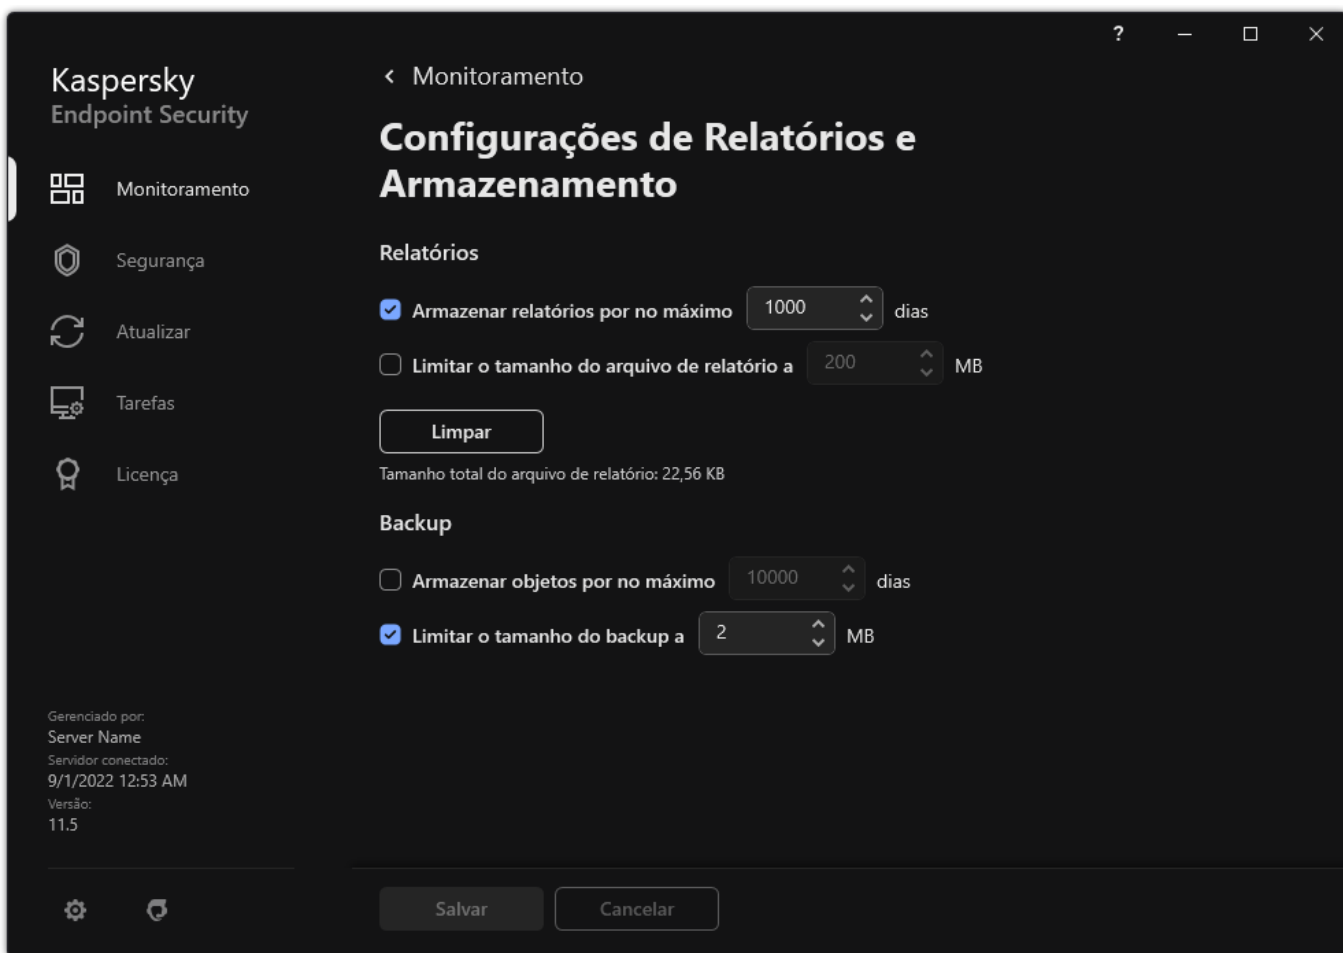 ?
Kaspersky
Endpoint Security
Monitoramento
Segurança
Atualizar
Tarefas
Licença
Gerenciado por:
Server Name
Servidor conectado:
9/1/2022 12:53 AM
Versão:
11.5
Monitoramento
Configurações de Relatórios e
Armazenamento
Relatórios
Armazenar relatórios por no máximo 1000 dias
Limitar o tamanho do arquivo de relatório a 200 MB
Limpar
Tamanho total do arquivo de relatório: 22,56 KB
Backup
Armazenar objetos por no máximo 10000 dias
Limitar o tamanho do backup a 2 MB
Salvar Cancelar